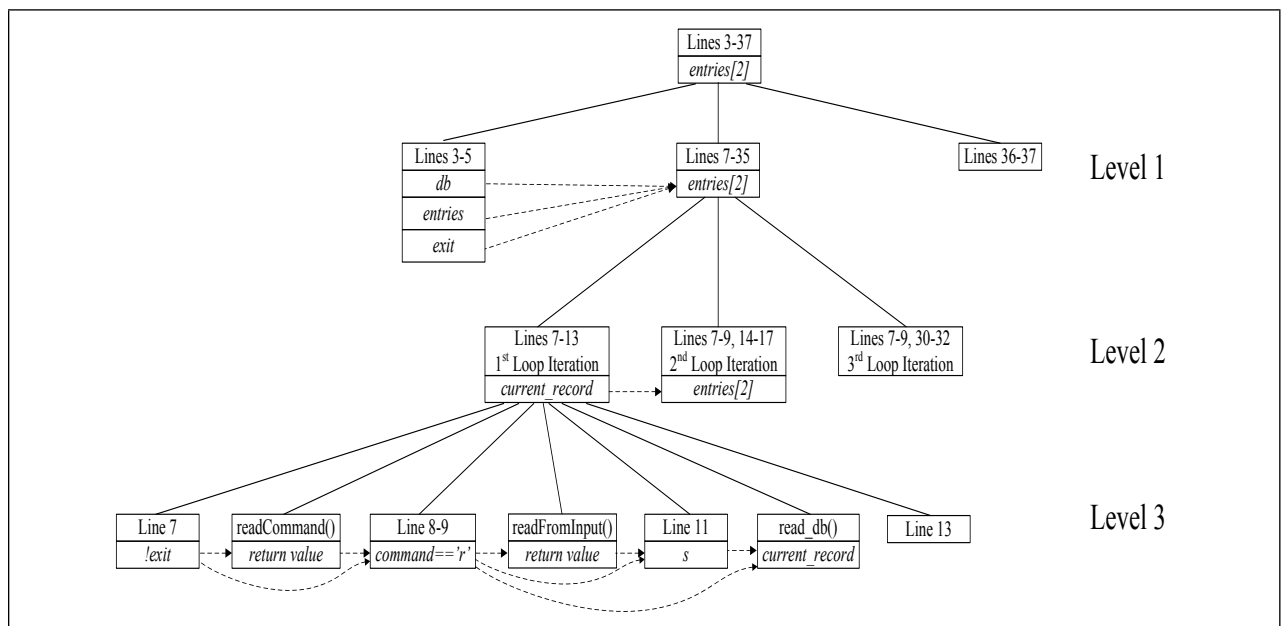 Lines 3-37
entries[2]
Lines 3-5
db
entries
exit
Lines 7-35
entries[2]
Lines 36-37
Level 1
Lines 7-13
1st Loop Iteration
current_record
Lines 7-9, 14-17
2nd Loop Iteration
entries[2]
Lines 7-9, 30-32
3rd Loop Iteration
Level 2
Line 7
!exit
readCommand()
return value
Line 8-9
command=='r'
readFromInput()
return value
Line 11
s
read_db()
current_record
Line 13
Level 3